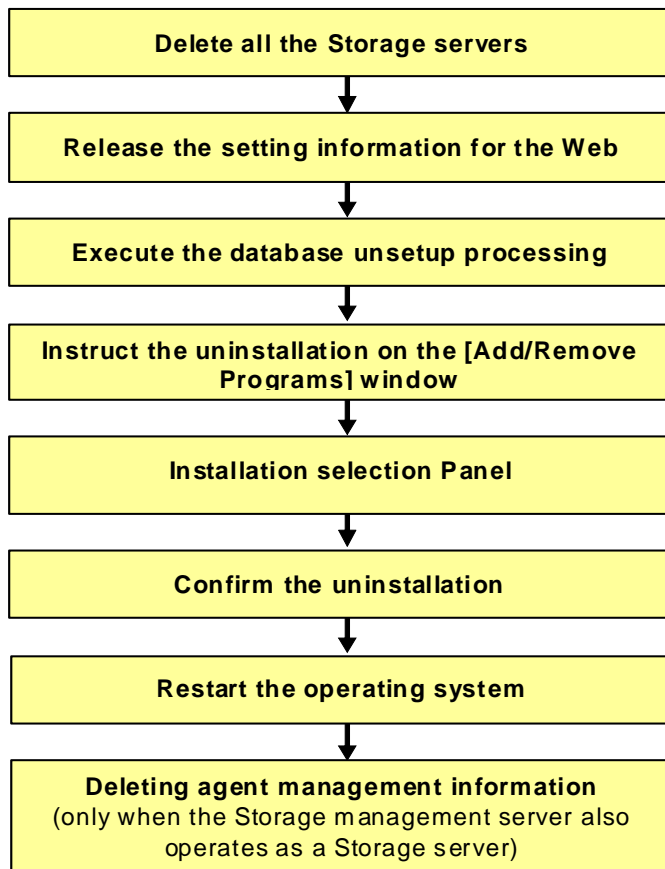 Delete all the Storage servers
Release the setting information for the Web
Execute the database unsetup processing
Instruct the uninstallation on the [Add/Remove
Programs] window
Installation selection Panel
Confirm the uninstallation
Restart the operating system
Deleting agent management information
(only when the Storage management server also
operates as a Storage server)